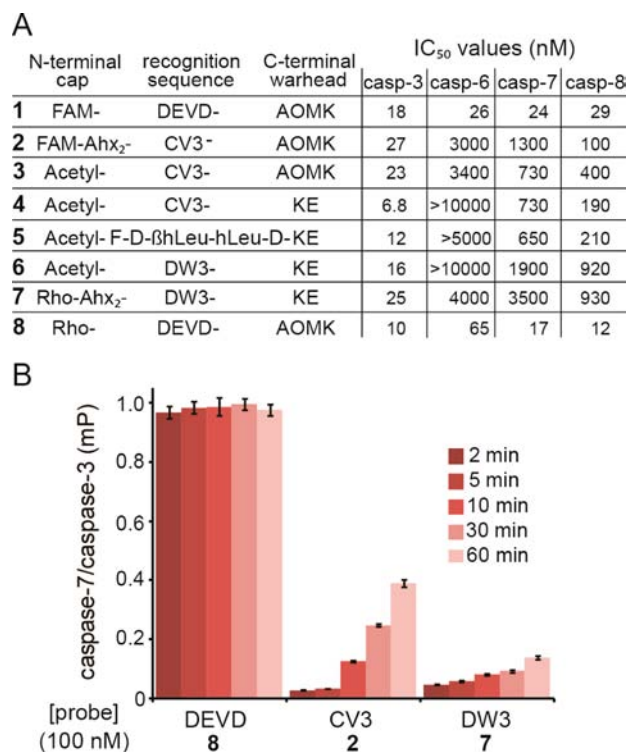 A
IC₅₀ values (nM)
N-terminal cap recognition sequence C-terminal warhead casp-3 casp-6 casp-7 casp-8
1 FAM- DEVD- AOMK 18 26 24 29
2 FAM-Ahx₂- CV3- AOMK 27 3000 1300 100
3 Acetyl- CV3- AOMK 23 3400 730 400
4 Acetyl- CV3- KE 6.8 >10000 730 190
5 Acetyl- F-D-ßhLeu-hLeu-D- KE 12 >5000 650 210
6 Acetyl- DW3- KE 16 >10000 1900 920
7 Rho-Ahx₂- DW3- KE 25 4000 3500 930
8 Rho- DEVD- AOMK 10 65 17 12
B
caspase-7/caspase-3 (mP)
1.0
0.8
0.6
0.4
0.2
0
2 min
5 min
10 min
30 min
60 min
[probe] DEVD CV3 DW3
(100 nM) 8 2 7